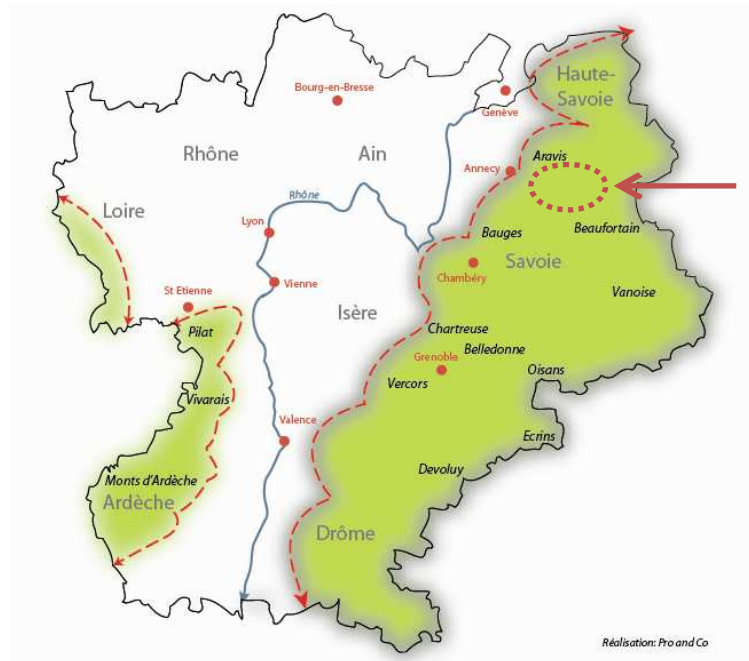 Haute-
Savoie
Bourg-en-Bresse
Genève
Rhône
Ain
Aravis
Annecy
Rhône
Loire
Lyon
Bauges
Beaufortain
Savoie
Chambéry
Vienne
St Etienne
Vanoise
Isère
Pilat
Chartreuse
Belledonne
Grenoble
Oisans
Vercors
Vivarais
Valence
Ecrins
Devoluy
Monts d'Ardèche
Ardèche
Drôme
Réalisation: Pro and Co